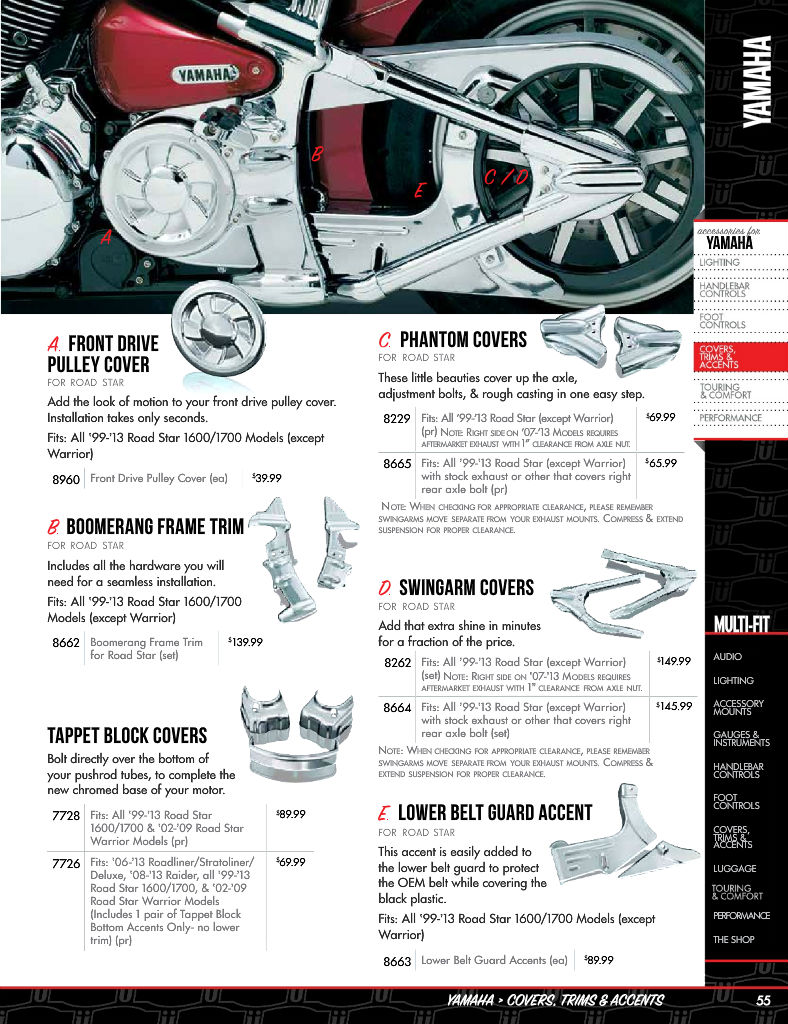 YAMAHA
B
E
C / D
A
YAMAHA
accessories for
YAMAHA
LIGHTING
HANDLEBAR
CONTROLS
FOOT
CONTROLS
COVERS,
TRIMS &
ACCENTS
TOURING
& COMFORT
PERFORMANCE
A. FRONT DRIVE
PULLEY COVER
FOR ROAD STAR
Add the look of motion to your front drive pulley cover.
Installation takes only seconds.
Fits: All '99-'13 Road Star 1600/1700 Models (except
Warrior)
8960 Front Drive Pulley Cover (ea) $39.99
B. BOOMERANG FRAME TRIM
FOR ROAD STAR
Includes all the hardware you will
need for a seamless installation.
Fits: All '99-'13 Road Star 1600/1700
Models (except Warrior)
8662 Boomerang Frame Trim $139.99
for Road Star (set)
TAPPET BLOCK COVERS
Bolt directly over the bottom of
your pushrod tubes, to complete the
new chromed base of your motor.
7728 Fits: All '99-'13 Road Star $89.99
1600/1700 & '02-'09 Road Star
Warrior Models (pr)
7726 Fits: '06-'13 Roadliner/Stratoliner/ $69.99
Deluxe, '08-'13 Raider, all '99-'13
Road Star 1600/1700, & '02-'09
Road Star Warrior Models
(Includes 1 pair of Tappet Block
Bottom Accents Only- no lower
trim) (pr)
C. PHANTOM COVERS
FOR ROAD STAR
These little beauties cover up the axle,
adjustment bolts, & rough casting in one easy step.
8229 Fits: All '99-'13 Road Star (except Warrior) $69.99
(pr) NOTE: RIGHT SIDE ON '07-'13 MODELS REQUIRES
AFTERMARKET EXHAUST WITH 1" CLEARANCE FROM AXLE NUT.
8665 Fits: All '99-'13 Road Star (except Warrior) $65.99
with stock exhaust or other that covers right
rear axle bolt (pr)
NOTE: WHEN CHECKING FOR APPROPRIATE CLEARANCE, PLEASE REMEMBER
SWINGARMS MOVE SEPARATE FROM YOUR EXHAUST MOUNTS. COMPRESS & EXTEND
SUSPENSION FOR PROPER CLEARANCE.
D. SWINGARM COVERS
FOR ROAD STAR
Add that extra shine in minutes
for a fraction of the price.
8262 Fits: All '99-'13 Road Star (except Warrior) $149.99
(set) NOTE: RIGHT SIDE ON '07-'13 MODELS REQUIRES
AFTERMARKET EXHAUST WITH 1" CLEARANCE FROM AXLE NUT.
8664 Fits: All '99-'13 Road Star (except Warrior) $145.99
with stock exhaust or other that covers right
rear axle bolt (set)
NOTE: WHEN CHECKING FOR APPROPRIATE CLEARANCE, PLEASE REMEMBER
SWINGARMS MOVE SEPARATE FROM YOUR EXHAUST MOUNTS. COMPRESS &
EXTEND SUSPENSION FOR PROPER CLEARANCE.
E. LOWER BELT GUARD ACCENT
FOR ROAD STAR
This accent is easily added to
the lower belt guard to protect
the OEM belt while covering the
black plastic.
Fits: All '99-'13 Road Star 1600/1700 Models (except
Warrior)
8663 Lower Belt Guard Accents (ea) $89.99
MULTI-FIT
AUDIO
LIGHTING
ACCESSORY
MOUNTS
GAUGES &
INSTRUMENTS
HANDLEBAR
CONTROLS
FOOT
CONTROLS
COVERS,
TRIMS &
ACCENTS
LUGGAGE
TOURING
& COMFORT
PERFORMANCE
THE SHOP
YAMAHA > COVERS, TRIMS & ACCENTS 55